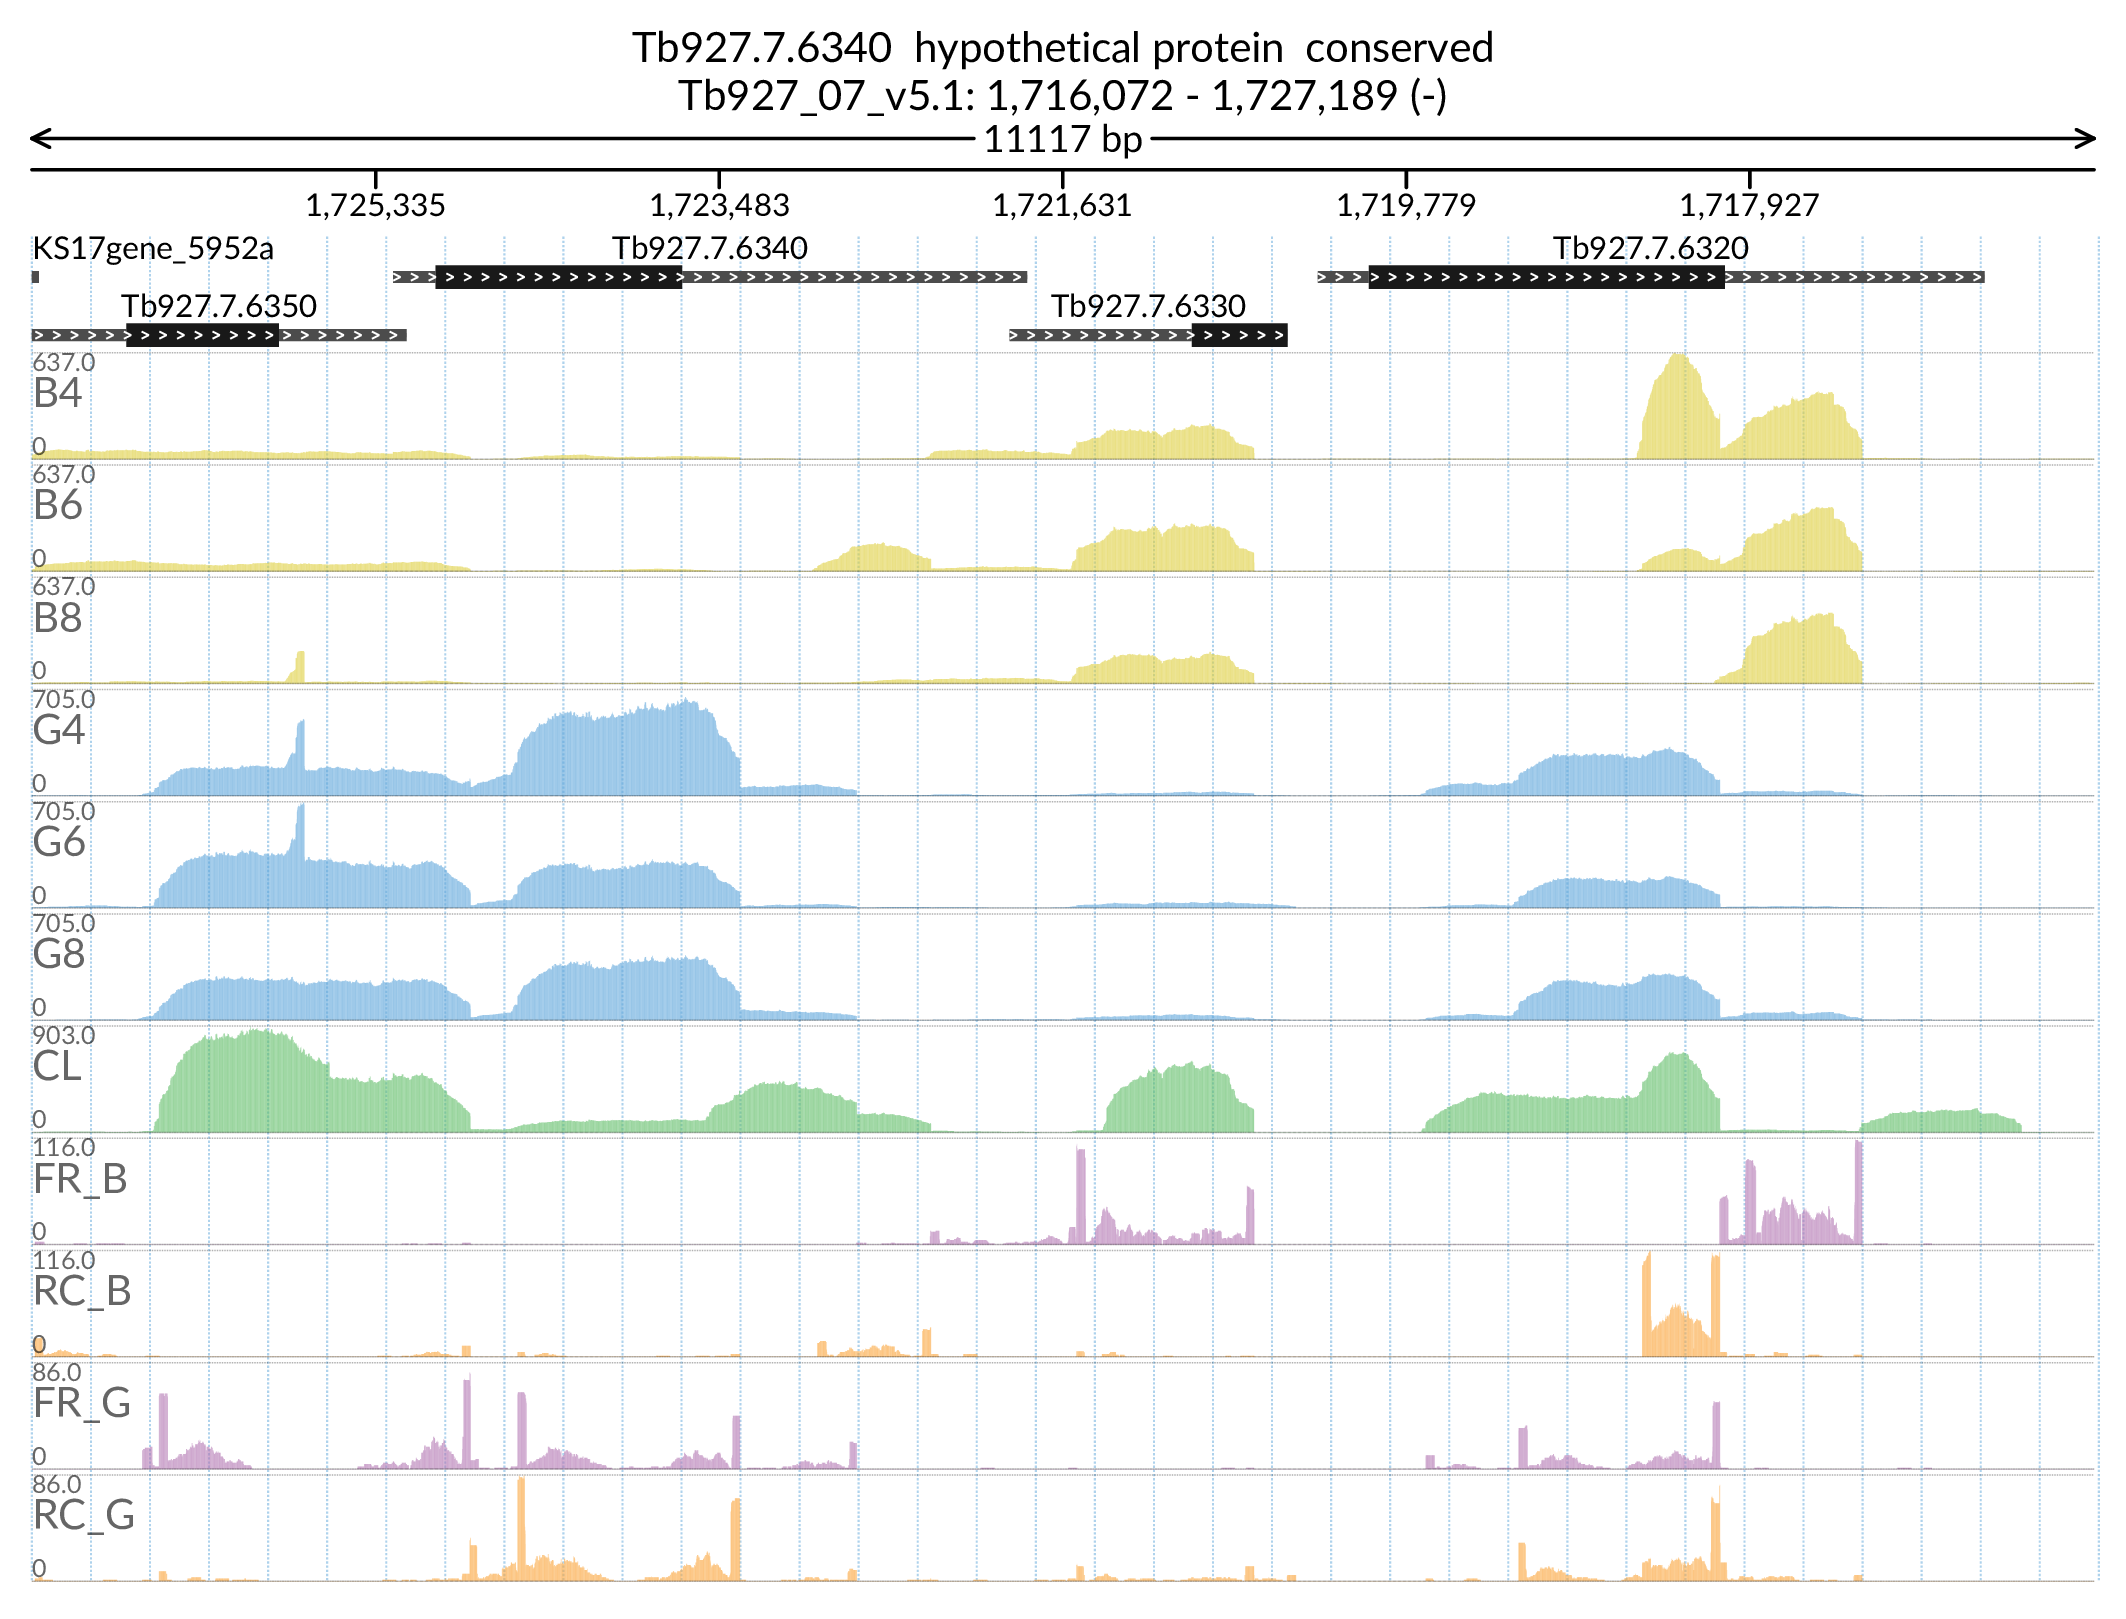 Tb927.7.6340  hypothetical protein  conserved
Tb927_07_v5.1: 1,716,072 - 1,727,189 (-)
11117 bp
1,725,335 1,723,483 1,721,631 1,719,779 1,717,927
KS17gene_5952a Tb927.7.6340 Tb927.7.6320
Tb927.7.6350 Tb927.7.6330
637.0
B4
0
637.0
B6
0
637.0
B8
0
705.0
G4
0
705.0
G6
0
705.0
G8
0
903.0
CL
0
116.0
FR_B
0
116.0
RC_B
0
86.0
FR_G
0
86.0
RC_G
0